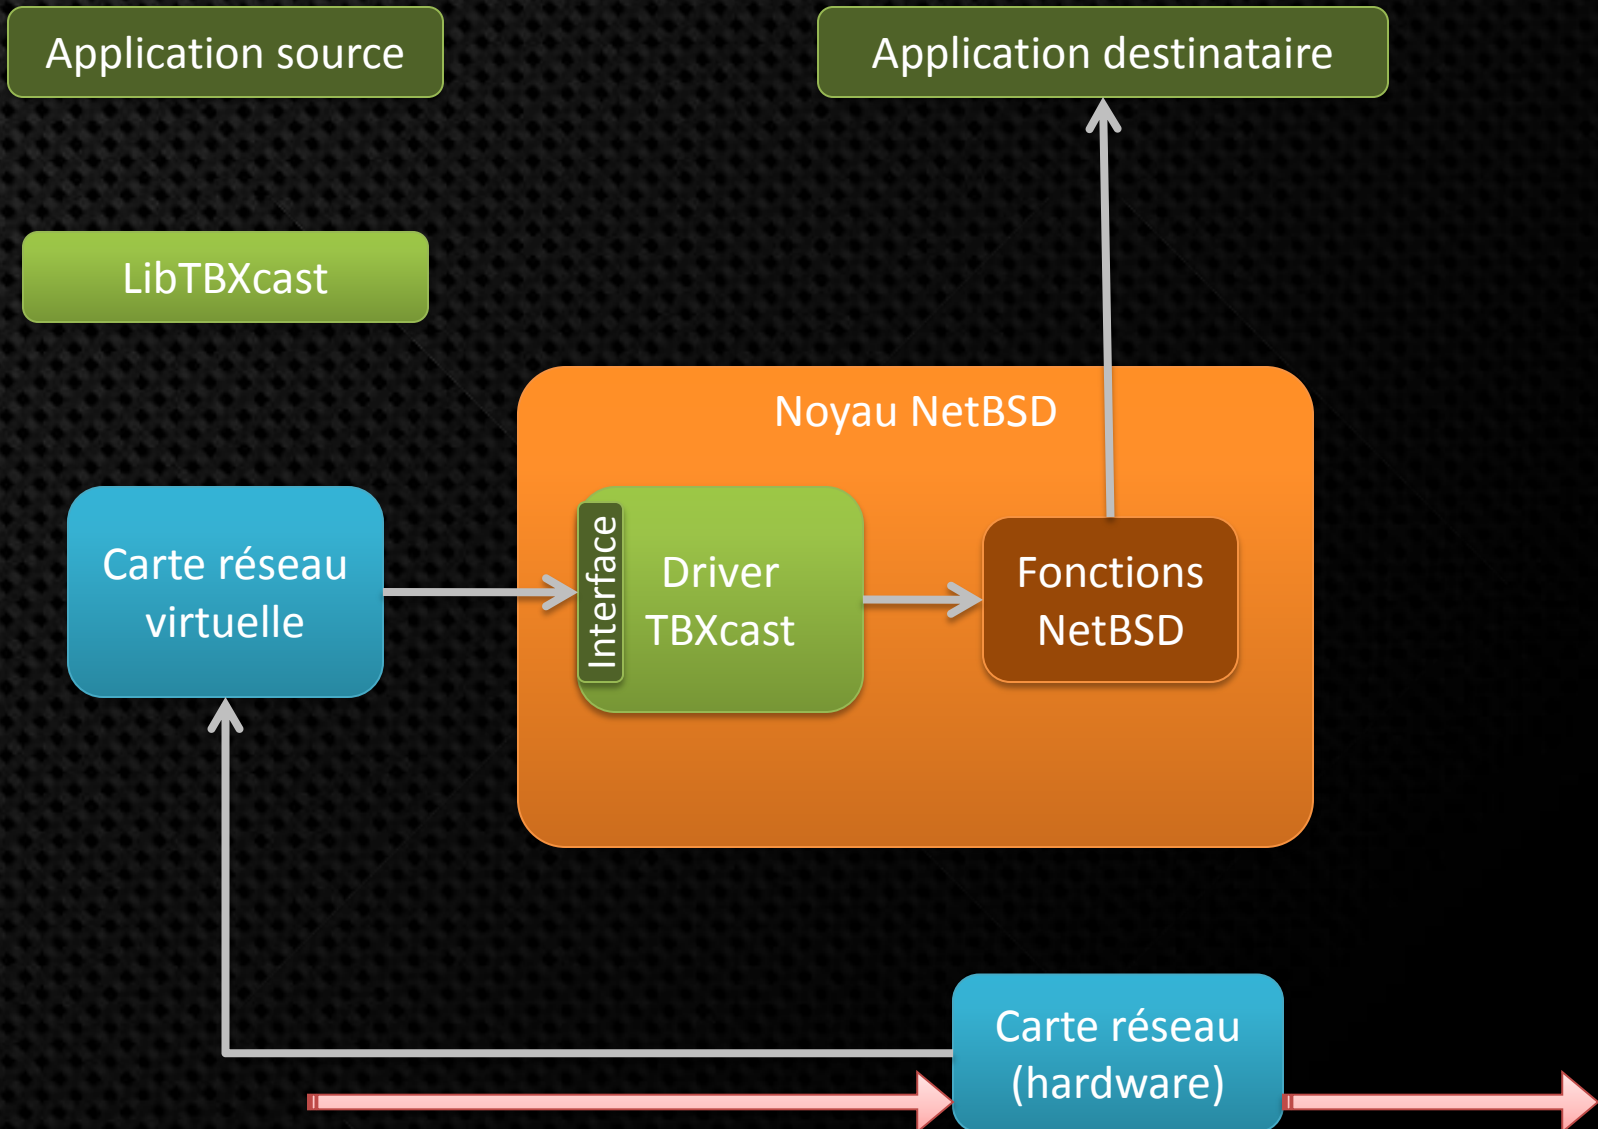 Application source
Application destinataire
LibTBXcast
Noyau NetBSD
Carte réseau
virtuelle
Interface
Driver
TBXcast
Fonctions
NetBSD
Carte réseau
(hardware)